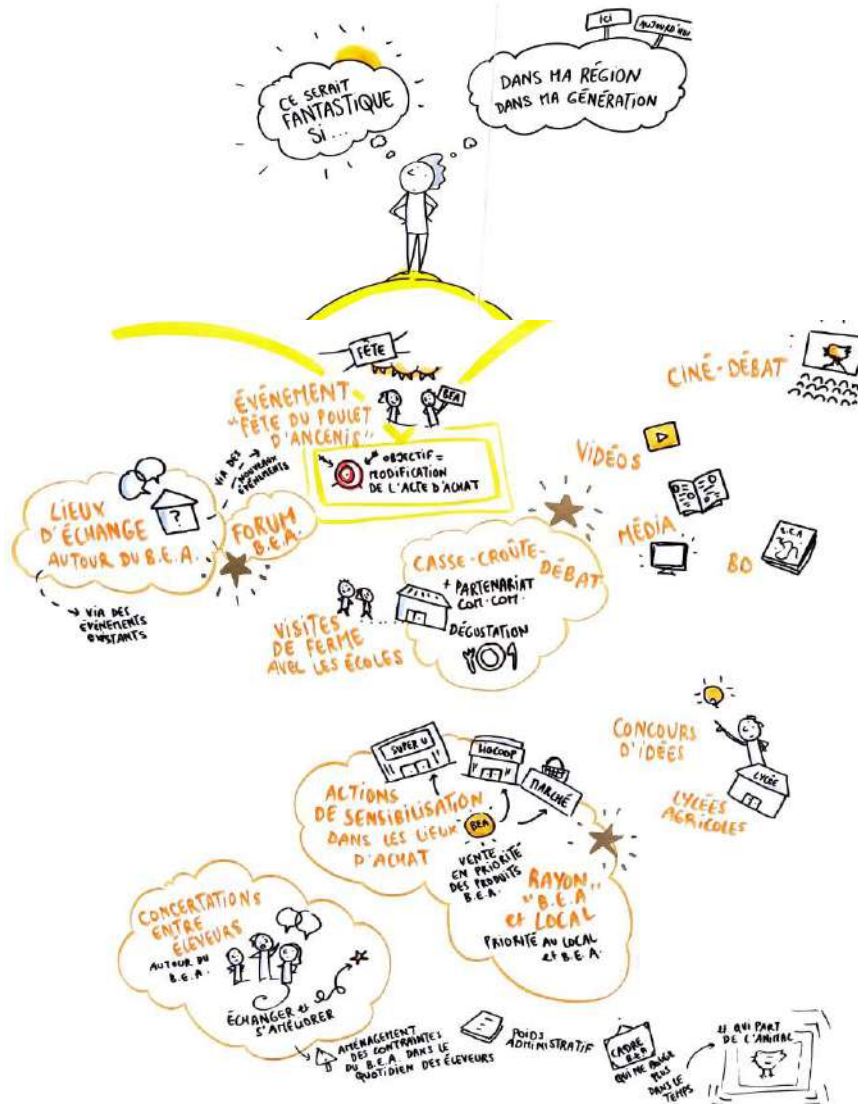 CE SERAIT
FANTASTIQUE
SI ...
ICI
AUJOURD'HUI
DANS MA RÉGION
DANS MA GÉNÉRATION
FÊTE
BEA
ÉVÉNEMENT
"FÊTE DU POULET
D'ANCENIS"
OBJECTIF =
MODIFICATION
DE L'ACTE D'ACHAT
VIA DES
NOUVEAUX
ÉVÉNEMENTS
?
LIEUX
D'ÉCHANGE
AUTOUR DU B.E.A.
FORUM
B.E.A.
VIA DES
ÉVÉNEMENTS
EXISTANTS
CINÉ-DÉBAT
VIDÉOS
MÉDIA
BD
CASSE-CROÛTE-
DÉBAT
+ PARTENARIAT
COM. COM.
DÉGUSTATION
VISITES
DE FERME
AVEC LES ÉCOLES
CONCOURS
D'IDÉES
LYCÉE
LYCÉES
AGRICOLES
SUPER U
BIOCOOP
MARCHÉ
ACTIONS
DE SENSIBILISATION
DANS LES LIEUX
D'ACHAT
BEA
VENTE
EN PRIORITÉ
DES PRODUITS
B.E.A.
RAYON
"B.E.A
et LOCAL
PRIORITÉ AU LOCAL
et B.E.A.
CONCERTATIONS
ENTRE
ÉLEVEURS
AUTOUR DU
B.E.A.
ÉCHANGER et
S'AMÉLIORER
AMÉNAGEMENT
DES CONTRAINTES
DU B.E.A. DANS LE
QUOTIDIEN DES ÉLEVEURS
POIDS
ADMINISTRATIF
CADRE
B.E.A
QUI NE BOUGE
PLUS
DANS LE
TEMPS
et QUI PART
DE L'ANIMAL